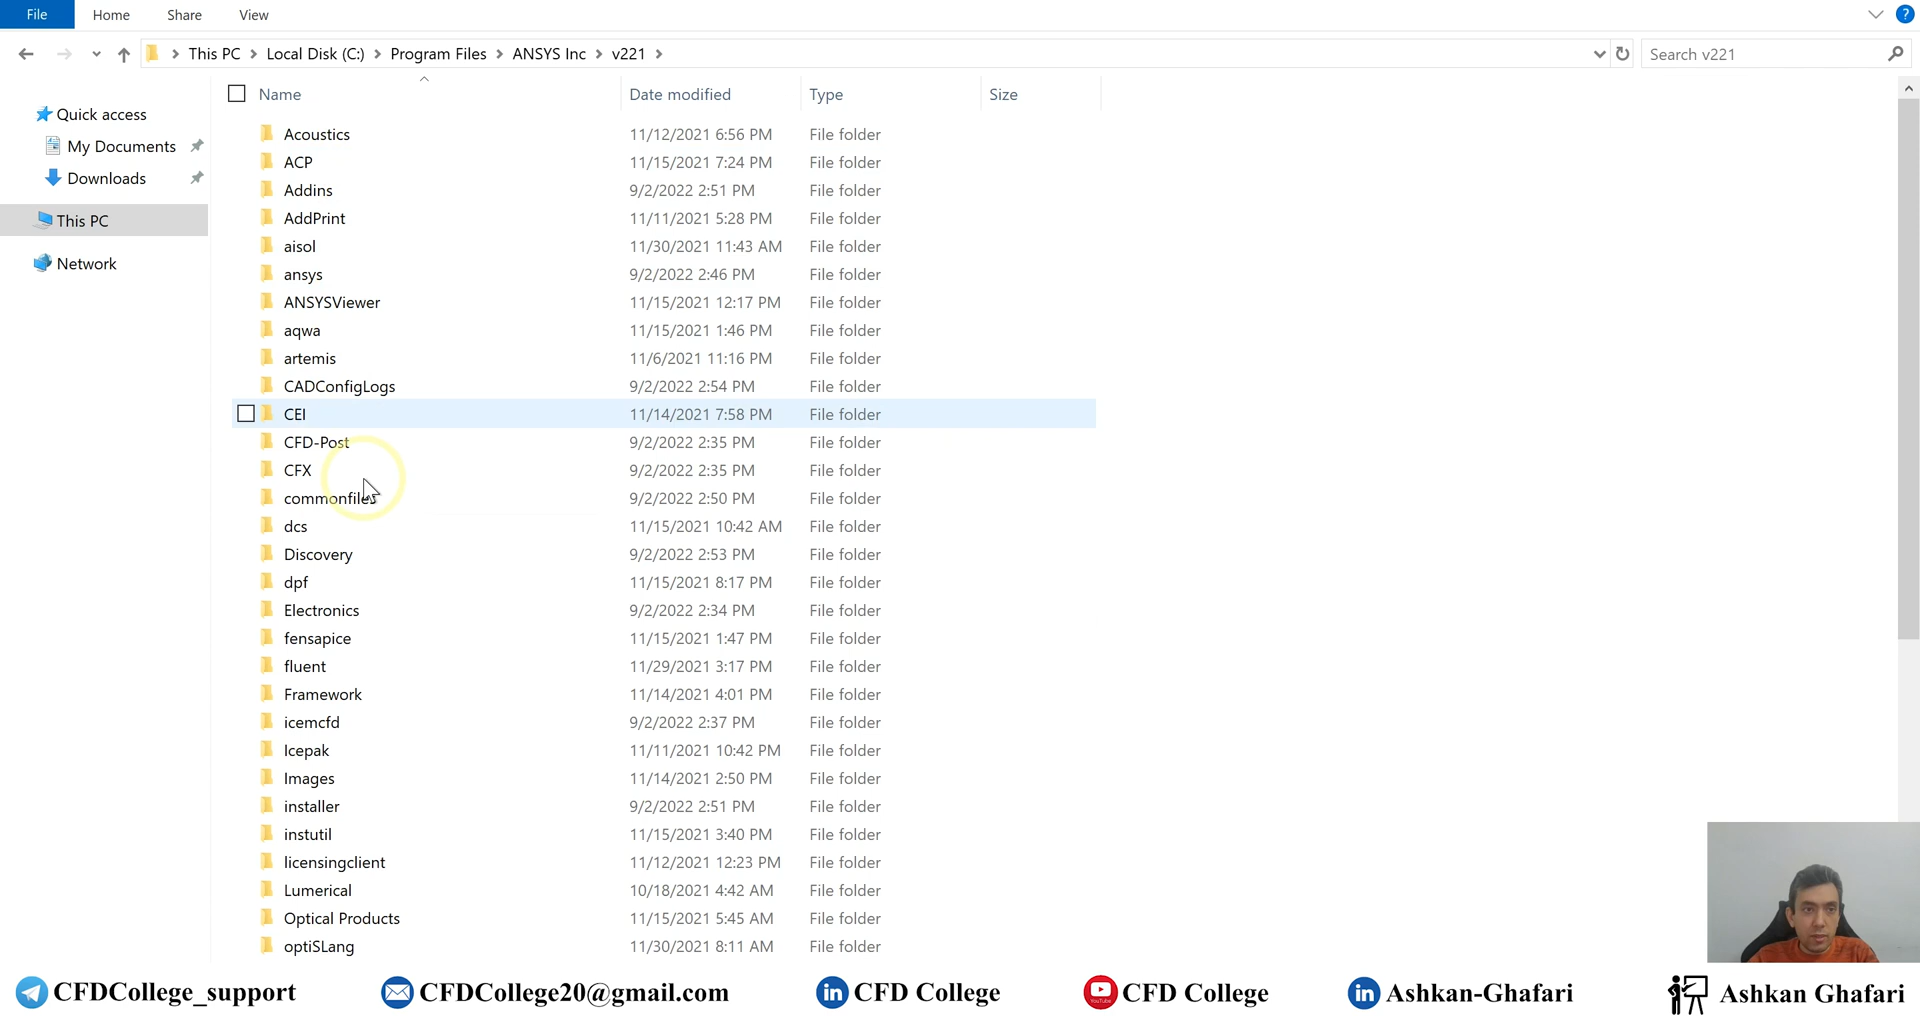 File Home Share View ?
This PC Local Disk (C:) Program Files ANSYS Inc v221 Search v221
Quick access
My Documents
Downloads
This PC
Network
Name Date modified Type Size
Acoustics 11/12/2021 6:56 PM File folder
ACP 11/15/2021 7:24 PM File folder
Addins 9/2/2022 2:51 PM File folder
AddPrint 11/11/2021 5:28 PM File folder
aisol 11/30/2021 11:43 AM File folder
ansys 9/2/2022 2:46 PM File folder
ANSYSViewer 11/15/2021 12:17 PM File folder
aqwa 11/15/2021 1:46 PM File folder
artemis 11/6/2021 11:16 PM File folder
CADConfigLogs 9/2/2022 2:54 PM File folder
CEI 11/14/2021 7:58 PM File folder
CFD-Post 9/2/2022 2:35 PM File folder
CFX 9/2/2022 2:35 PM File folder
commonfiles 9/2/2022 2:50 PM File folder
dcs 11/15/2021 10:42 AM File folder
Discovery 9/2/2022 2:53 PM File folder
dpf 11/15/2021 8:17 PM File folder
Electronics 9/2/2022 2:34 PM File folder
fensapice 11/15/2021 1:47 PM File folder
fluent 11/29/2021 3:17 PM File folder
Framework 11/14/2021 4:01 PM File folder
icemcfd 9/2/2022 2:37 PM File folder
Icepak 11/11/2021 10:42 PM File folder
Images 11/14/2021 2:50 PM File folder
installer 9/2/2022 2:51 PM File folder
instutil 11/15/2021 3:40 PM File folder
licensingclient 11/12/2021 12:23 PM File folder
Lumerical 10/18/2021 4:42 AM File folder
Optical Products 11/15/2021 5:45 AM File folder
optiSLang 11/30/2021 8:11 AM File folder
CFDCollege_support CFDCollege20@gmail.com in CFD College YouTube CFD College in Ashkan-Ghafari Ashkan Ghafari